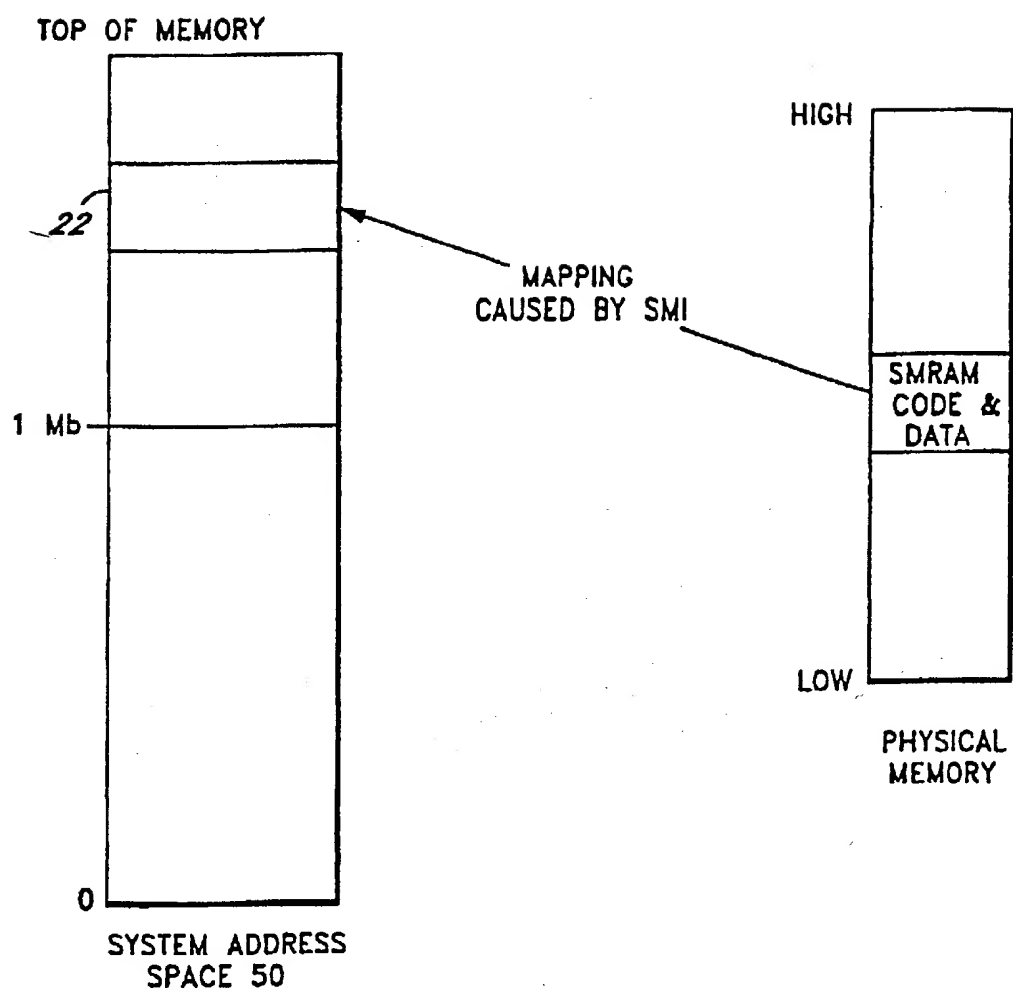 TOP OF MEMORY
22
1 Mb
0
SYSTEM ADDRESS
SPACE 50
MAPPING
CAUSED BY SMI
HIGH
SMRAM
CODE &
DATA
LOW
PHYSICAL
MEMORY